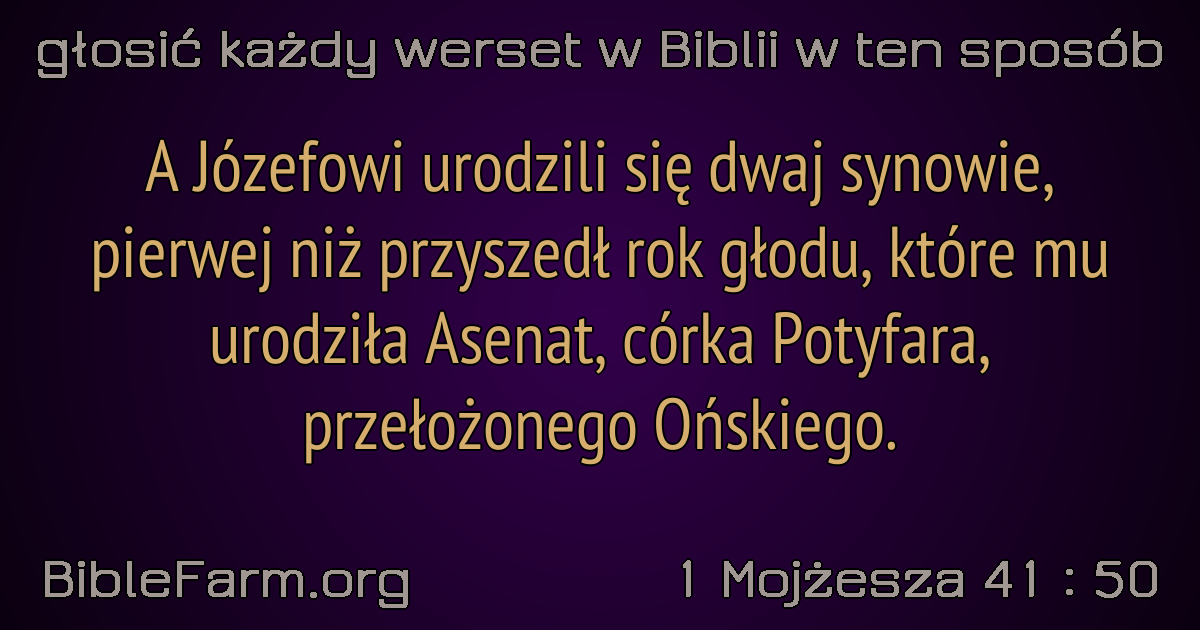 głosić każdy werset w Biblii w ten sposób
A Józefowi urodzili się dwaj synowie,
pierwej niż przyszedł rok głodu, które mu
urodziła Asenat, córka Potyfara,
przełożonego Ońskiego.
BibleFarm.org
1 Mojżesza 41 : 50